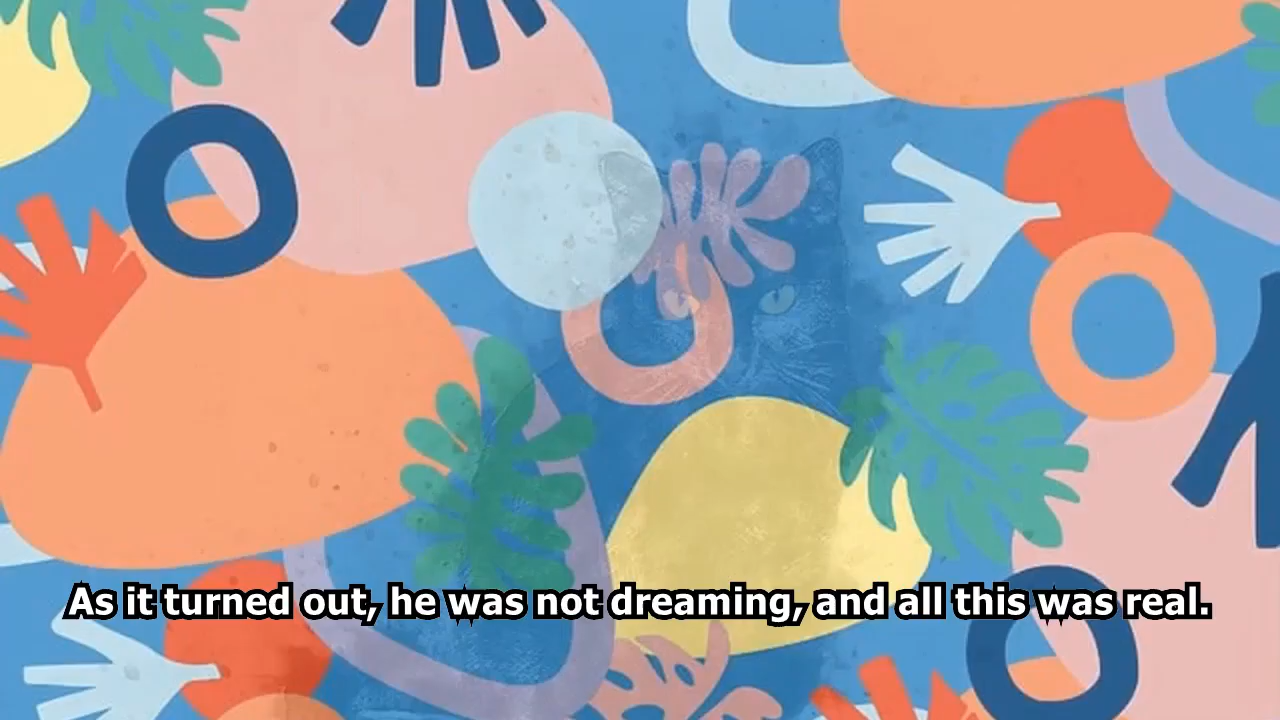 As it turned out, he was not dreaming, and all this was real.